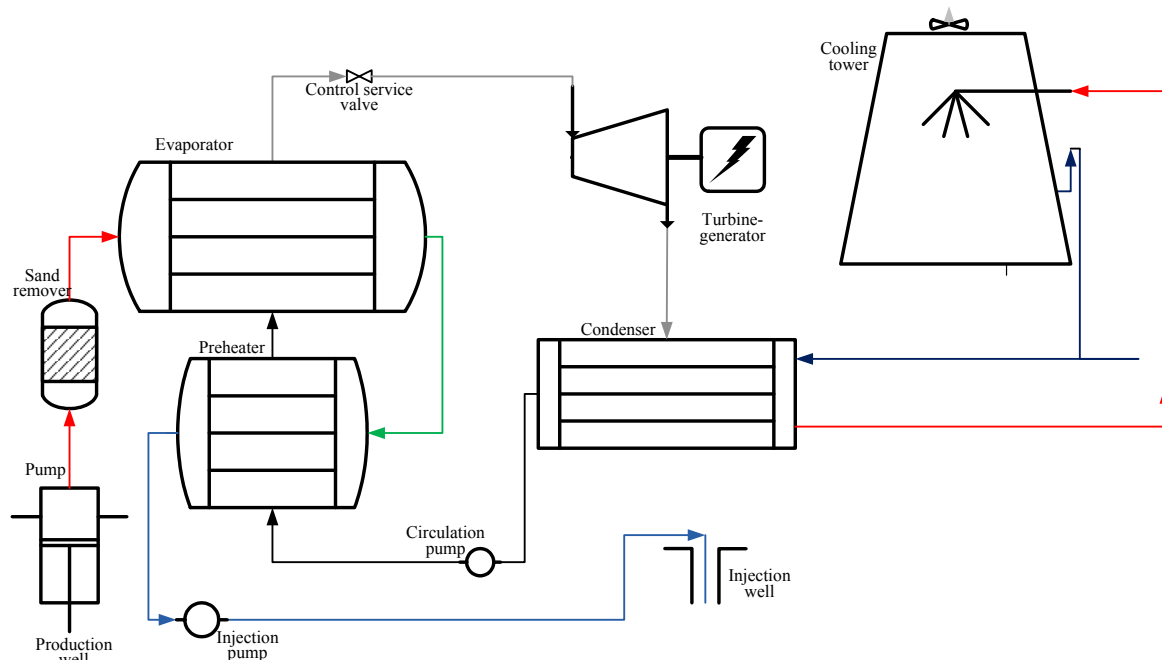 Cooling
tower
Control service
valve
Evaporator
Turbine-
generator
Sand
remover
Condenser
Preheater
Pump
Circulation
pump
Injection
well
Production
well
Injection
pump